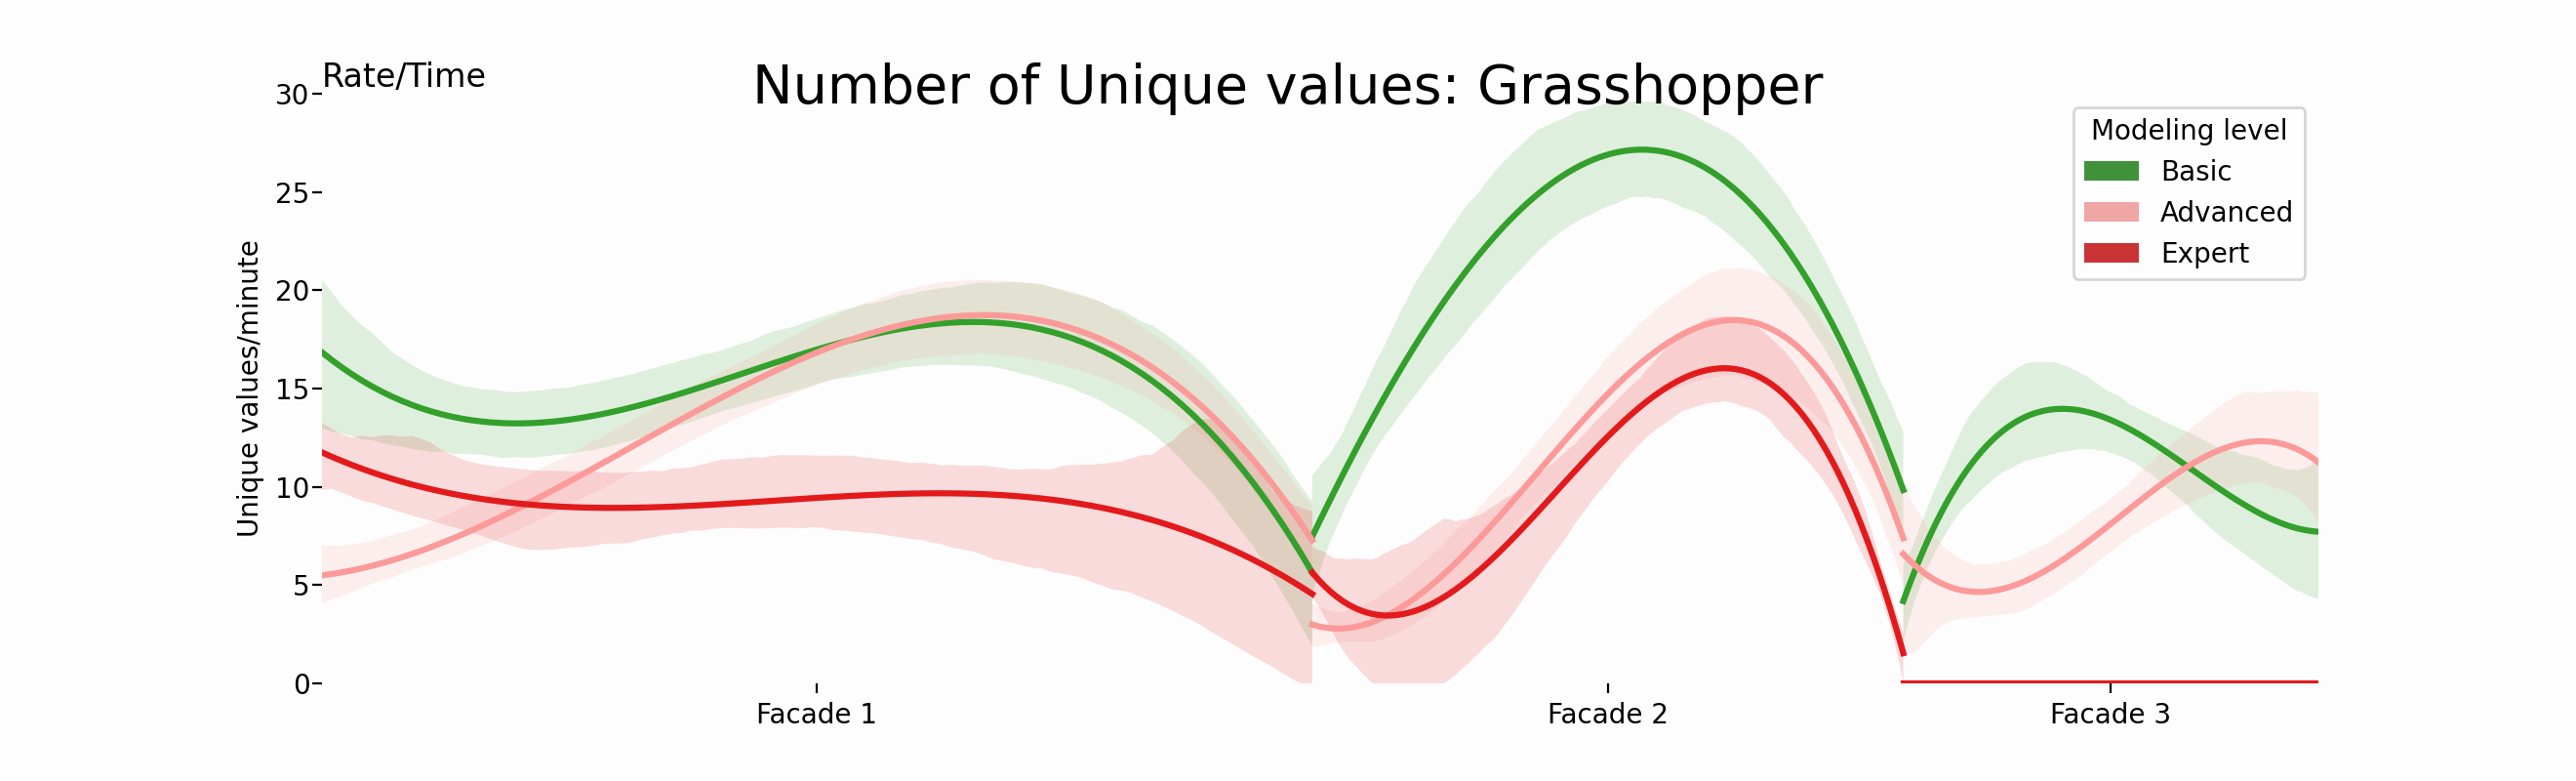 Rate/Time
Number of Unique values: Grasshopper
Unique values/minute
30
25
20
15
10
5
0
Modeling level
Basic
Advanced
Expert
Facade 1
Facade 2
Facade 3